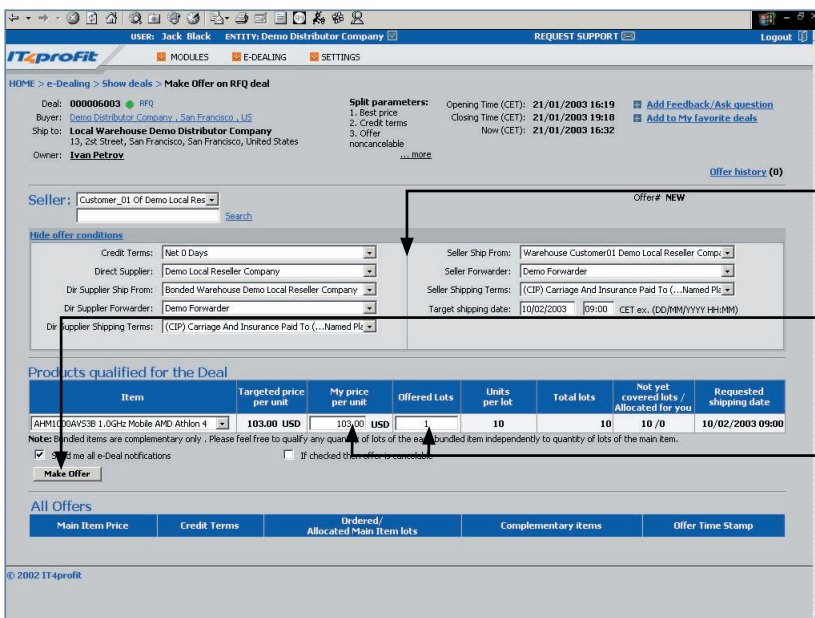 USER: Jack Black ENTITY: Demo Distributor Company REQUEST SUPPORT Logout
IT4profit MODULES E-DEALING SETTINGS
HOME > e-Dealing > Show deals > Make Offer on RFQ deal
Deal: 000006003 RFQ
Buyer: Demo Distributor Company , San Francisco , US
Ship to: Local Warehouse Demo Distributor Company
13, 2st Street, San Francisco, San Francisco, United States
Owner: Ivan Petrov
Split parameters:
1. Best price
2. Credit terms
3. Offer noncancelable
... more
Opening Time (CET): 21/01/2003 16:19
Closing Time (CET): 21/01/2003 19:18
Now (CET): 21/01/2003 16:32
Add Feedback/Ask question
Add to My favorite deals
Offer history (0)
Seller: Customer_01 Of Demo Local Res
Search
Offer# NEW
Hide offer conditions
Credit Terms: Net 0 Days
Direct Supplier: Demo Local Reseller Company
Dir Supplier Ship From: Bonded Warehouse Demo Local Reseller Company
Dir Supplier Forwarder: Demo Forwarder
Dir Supplier Shipping Terms: (CIP) Carriage And Insurance Paid To (...Named Pla
Seller Ship From: Warehouse Customer01 Demo Local Reseller Compa
Seller Forwarder: Demo Forwarder
Seller Shipping Terms: (CIP) Carriage And Insurance Paid To (...Named Pla
Target shipping date: 10/02/2003 09:00 CET ex. (DD/MM/YYYY HH:MM)
Products qualified for the Deal
Item Targeted price per unit My price per unit Offered Lots Units per lot Total lots Not yet covered lots / Allocated for you Requested shipping date
AHM1000AVS3B 1.0GHz Mobile AMD Athlon 4 103.00 USD 103.00 USD 1 10 10 10 /0 10/02/2003 09:00
Note: Bundled items are complementary only . Please feel free to qualify any quantity of lots of the each bundled item independently to quantity of lots of the main item.
Send me all e-Deal notifications If checked then offer is cancelable
Make Offer
All Offers
Main Item Price Credit Terms Ordered/ Allocated Main Item lots Complementary items Offer Time Stamp
© 2002 IT4profit